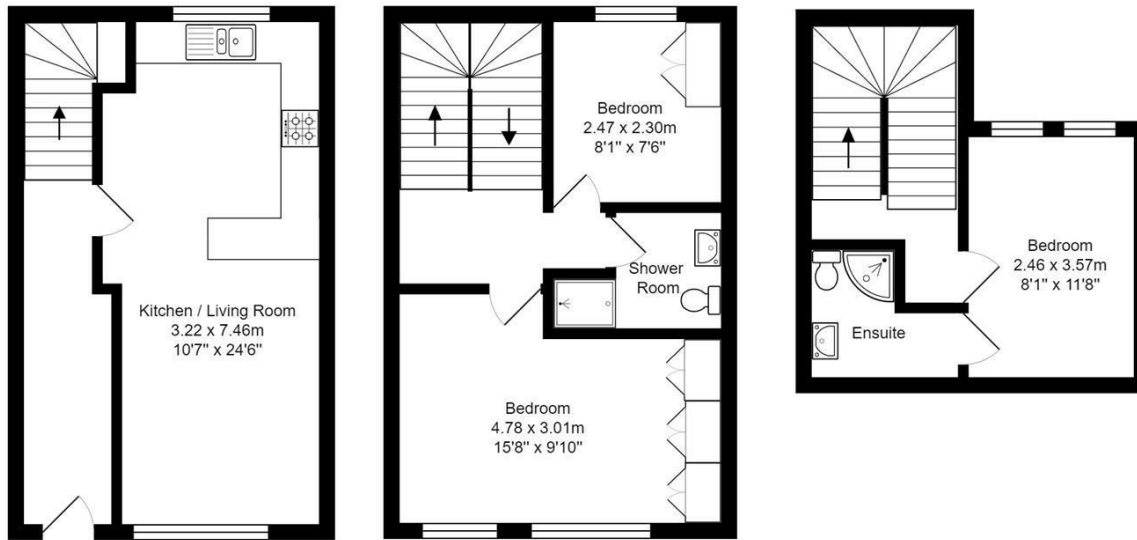 Kitchen / Living Room
3.22 x 7.46m
10'7" x 24'6"
Bedroom
2.47 x 2.30m
8'1" x 7'6"
Shower
Room
Bedroom
4.78 x 3.01m
15'8" x 9'10"
Bedroom
2.46 x 3.57m
8'1" x 11'8"
Ensuite